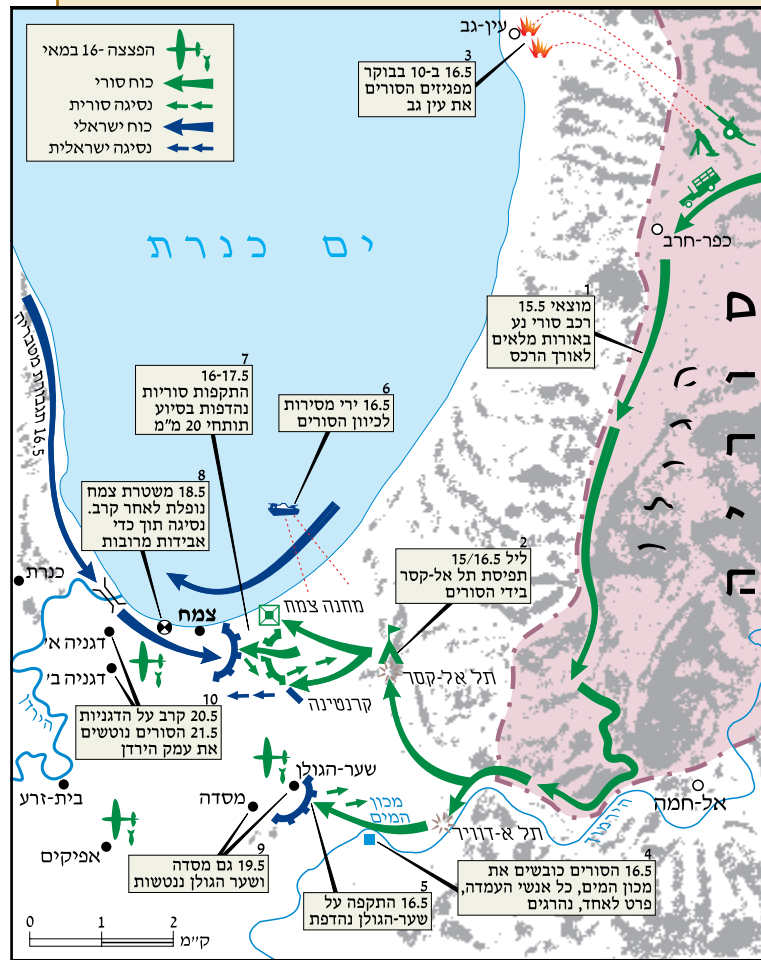 הפצצה -16 במאי
כוח סורי
נסיגה סורית
כוח ישראלי
נסיגה ישראלית
עין-גב
3
16.5 ב-10 בבוקר
מפגיזים הסורים
את עין גב
ים כנרת
כפר-חרב
סוריה
1
מוצאי 15.5
רכב סורי נע
באורות מלאים
לאורך הרכס
16.5 תגבורות מטבריה
7
16-17.5
התקפות סוריות
נהדפות בסיוע
תותחי 20 מ"מ
6
16.5 ירי מסירות
לכיוון הסורים
8
18.5 משטרת צמח
נופלת לאחר קרב.
נסיגה תוך כדי
אבידות מרובות
2
ליל 15/16.5
תפיסת תל אל-קסר
בידי הסורים
כנרת
צמח
מחנה צמח
דגניה א'
דגניה ב'
תל אל-קסר
קרנטינה
הירדן
10
20.5 קרב על הדגניות
21.5 הסורים נוטשים
את עמק הירדן
שער-הגולן
מסדה
בית-זרע
אפיקים
מכון
המים
תל א-דוויר
הירמוך
אל-חמה
9
19.5 גם מסדה
ושער הגולן ננטשות
5
16.5 התקפה על
שער-הגולן נהדפת
4
16.5 הסורים כובשים את
מכון המים, כל אנשי העמדה,
פרט לאחד, נהרגים
0 1 2
ק"מ